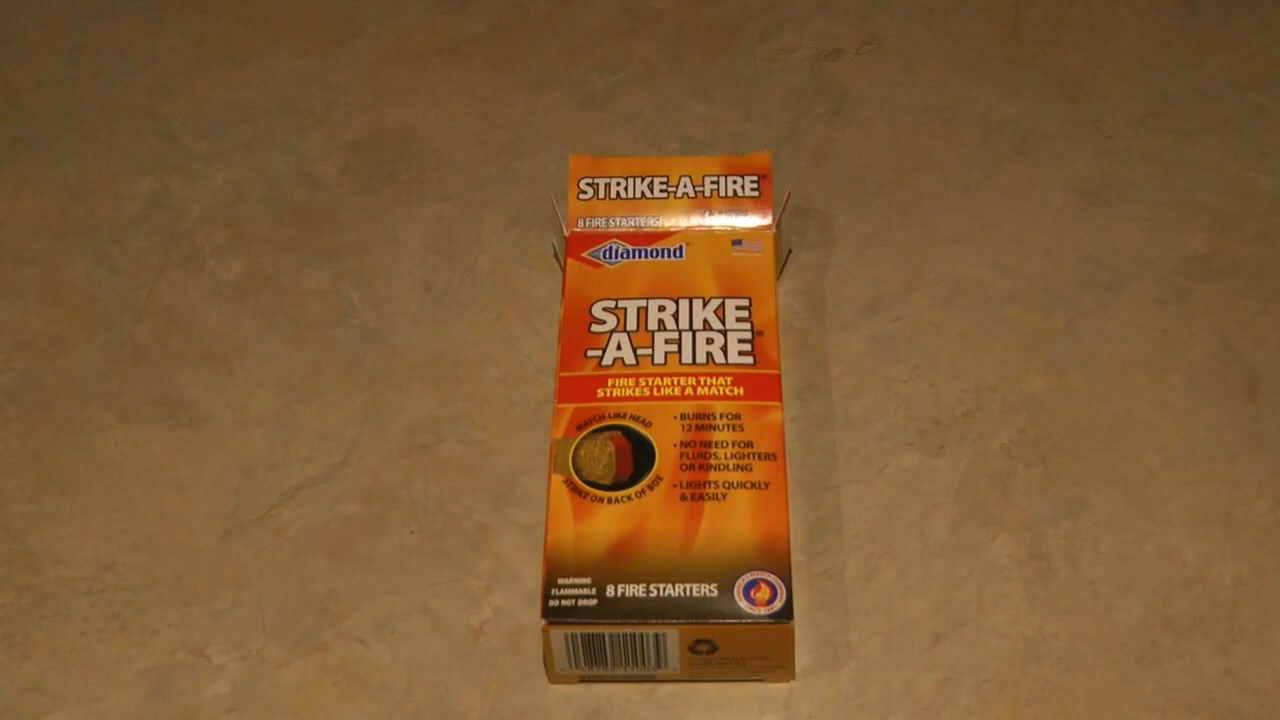 STRIKE-A-FIRE
8 FIRE STARTERS
diamond
STRIKE
-A-FIRE
FIRE STARTER THAT
STRIKES LIKE A MATCH
MATCH-LIKE HEAD
STRIKE ON BACK OF BOX
• BURNS FOR
12 MINUTES
• NO NEED FOR
FLUIDS, LIGHTERS
OR KINDLING
• LIGHTS QUICKLY
& EASILY
WARNING
FLAMMABLE
DO NOT DROP
8 FIRE STARTERS